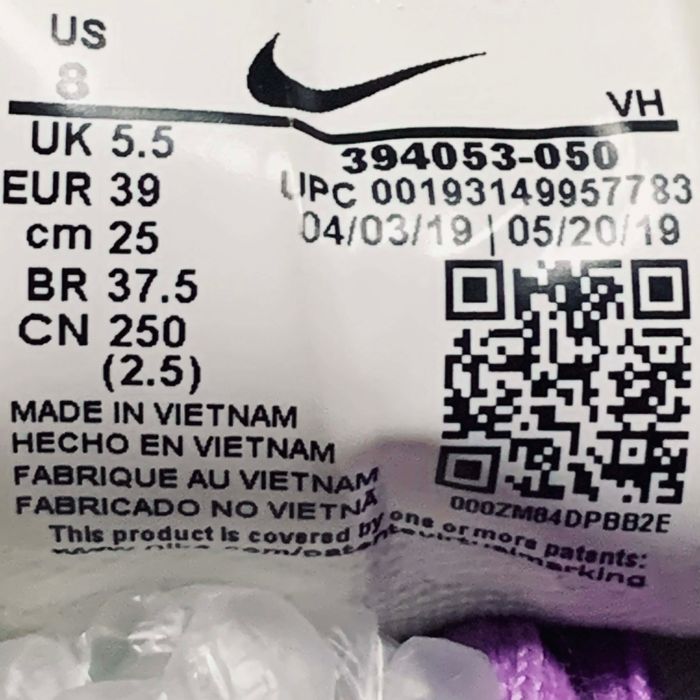 US
8
VH
UK 5.5
EUR 39
cm 25
BR 37.5
CN 250
(2.5)
394053-050
UPC 00193149957783
04/03/19 | 05/20/19
MADE IN VIETNAM
HECHO EN VIETNAM
FABRIQUE AU VIETNAM
FABRICADO NO VIETNA
000ZM84DPBB2E
This product is covered by one or more patents: